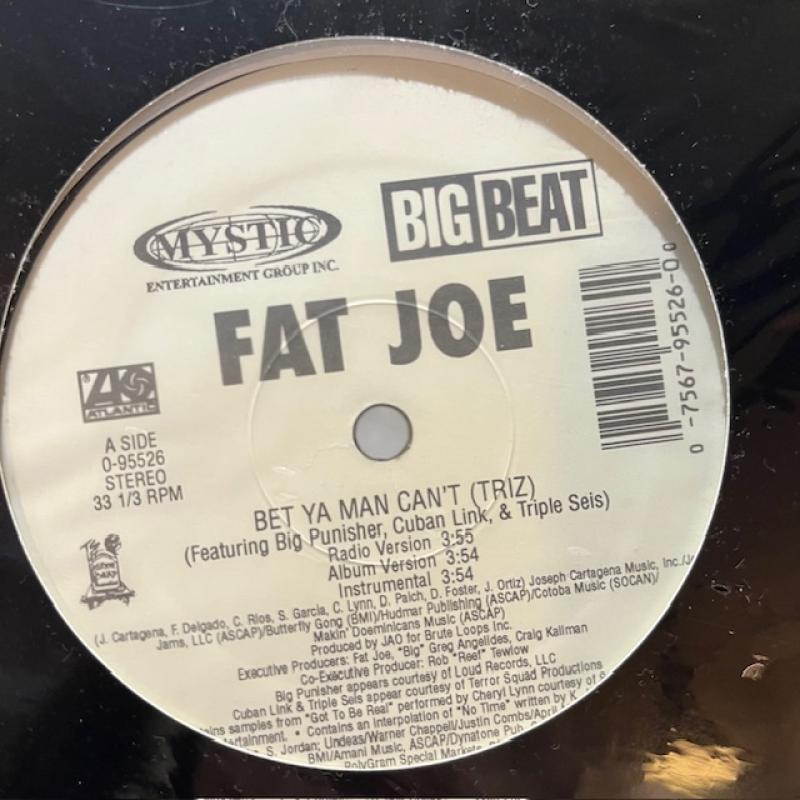 MYSTIC
ENTERTAINMENT GROUP INC.
BIG BEAT
FAT JOE
ATLANTIC
A SIDE
0-95526
STEREO
33 1/3 RPM
0 -7567-95526-0 0
BET YA MAN CAN'T (TRIZ)
(Featuring Big Punisher, Cuban Link, & Triple Seis)
Radio Version 3:55
Album Version 3:54
Instrumental 3:54
(J. Cartagena, F. Delgado, C. Rios, S. Garcia, C. Lynn, D. Paich, D. Foster, J. Ortiz) Joseph Cartagena Music, Inc./
Jams, LLC (ASCAP)/Butterfly Gong (BMI)/Hudmar Publishing (ASCAP)/Cotoba Music (SOCAN)/
Makin' Doeminicans Music (ASCAP)
Produced by JAO for Brute Loops Inc.
Executive Producers: Fat Joe, "Big" Greg Angelides, Craig Kallman
Co-Executive Producer: Rob "Reef" Tewlow
Big Punisher appears courtesy of Loud Records, LLC
Cuban Link & Triple Seis appear courtesy of Terror Squad Productions
samples from "Got To Be Real" performed by Cheryl Lynn courtesy of
• Contains an interpolation of "No Time" written by K.
S. Jordan; Undeas/Warner Chappell/Justin Combs/April
BMI/Amani Music, ASCAP/Dynatone Pub.
PolyGram Special Markets